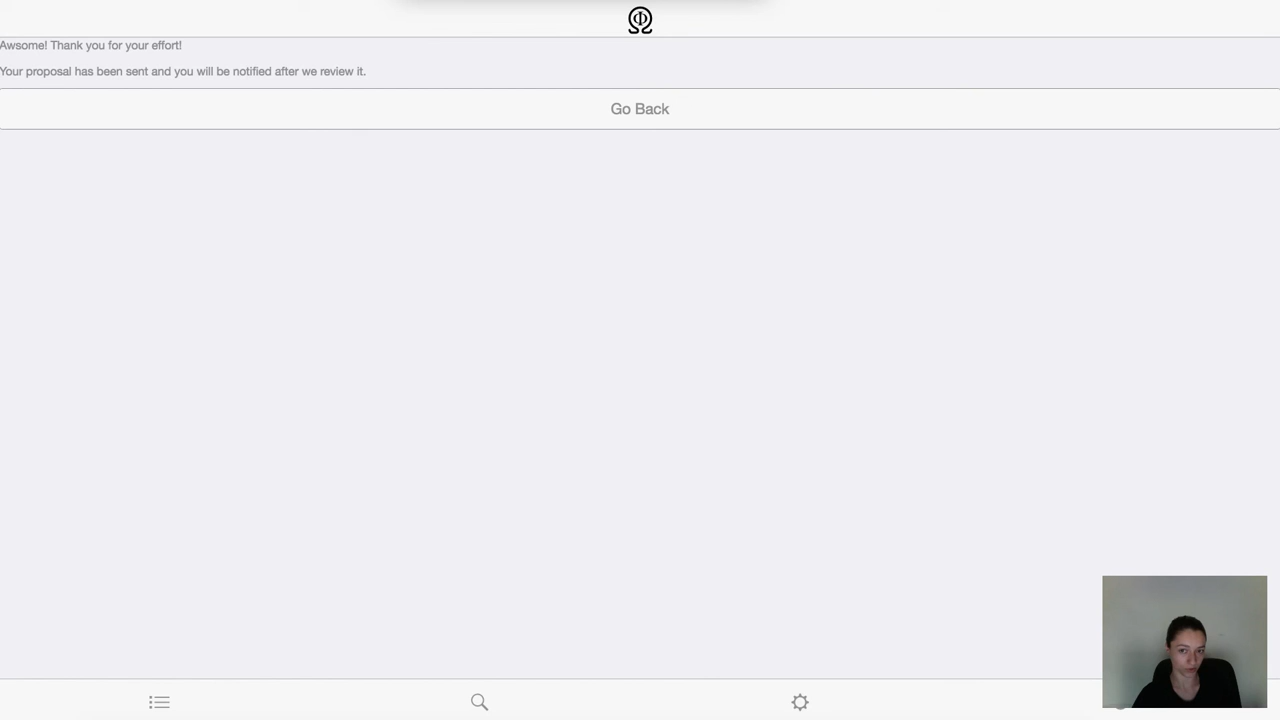 Awsome! Thank you for your effort!
Your proposal has been sent and you will be notified after we review it.
Go Back